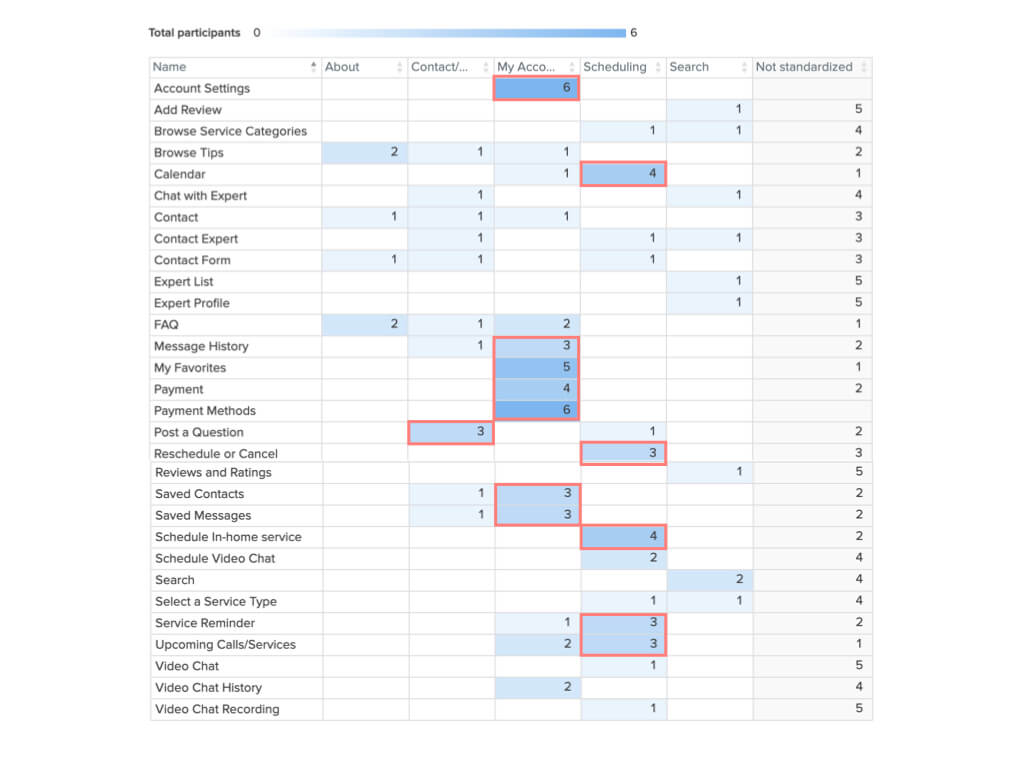 Total participants 0 6
Name About Contact/... My Acco... Scheduling Search Not standardized
Account Settings 6
Add Review 1 5
Browse Service Categories 1 1 4
Browse Tips 2 1 1 2
Calendar 1 4 1
Chat with Expert 1 1 4
Contact 1 1 1 3
Contact Expert 1 1 1 3
Contact Form 1 1 1 3
Expert List 1 5
Expert Profile 1 5
FAQ 2 1 2 1
Message History 1 3 2
My Favorites 5 1
Payment 4 2
Payment Methods 6
Post a Question 3 1 2
Reschedule or Cancel 3 3
Reviews and Ratings 1 5
Saved Contacts 1 3 2
Saved Messages 1 3 2
Schedule In-home service 4 2
Schedule Video Chat 2 4
Search 2 4
Select a Service Type 1 1 4
Service Reminder 1 3 2
Upcoming Calls/Services 2 3 1
Video Chat 1 5
Video Chat History 2 4
Video Chat Recording 1 5